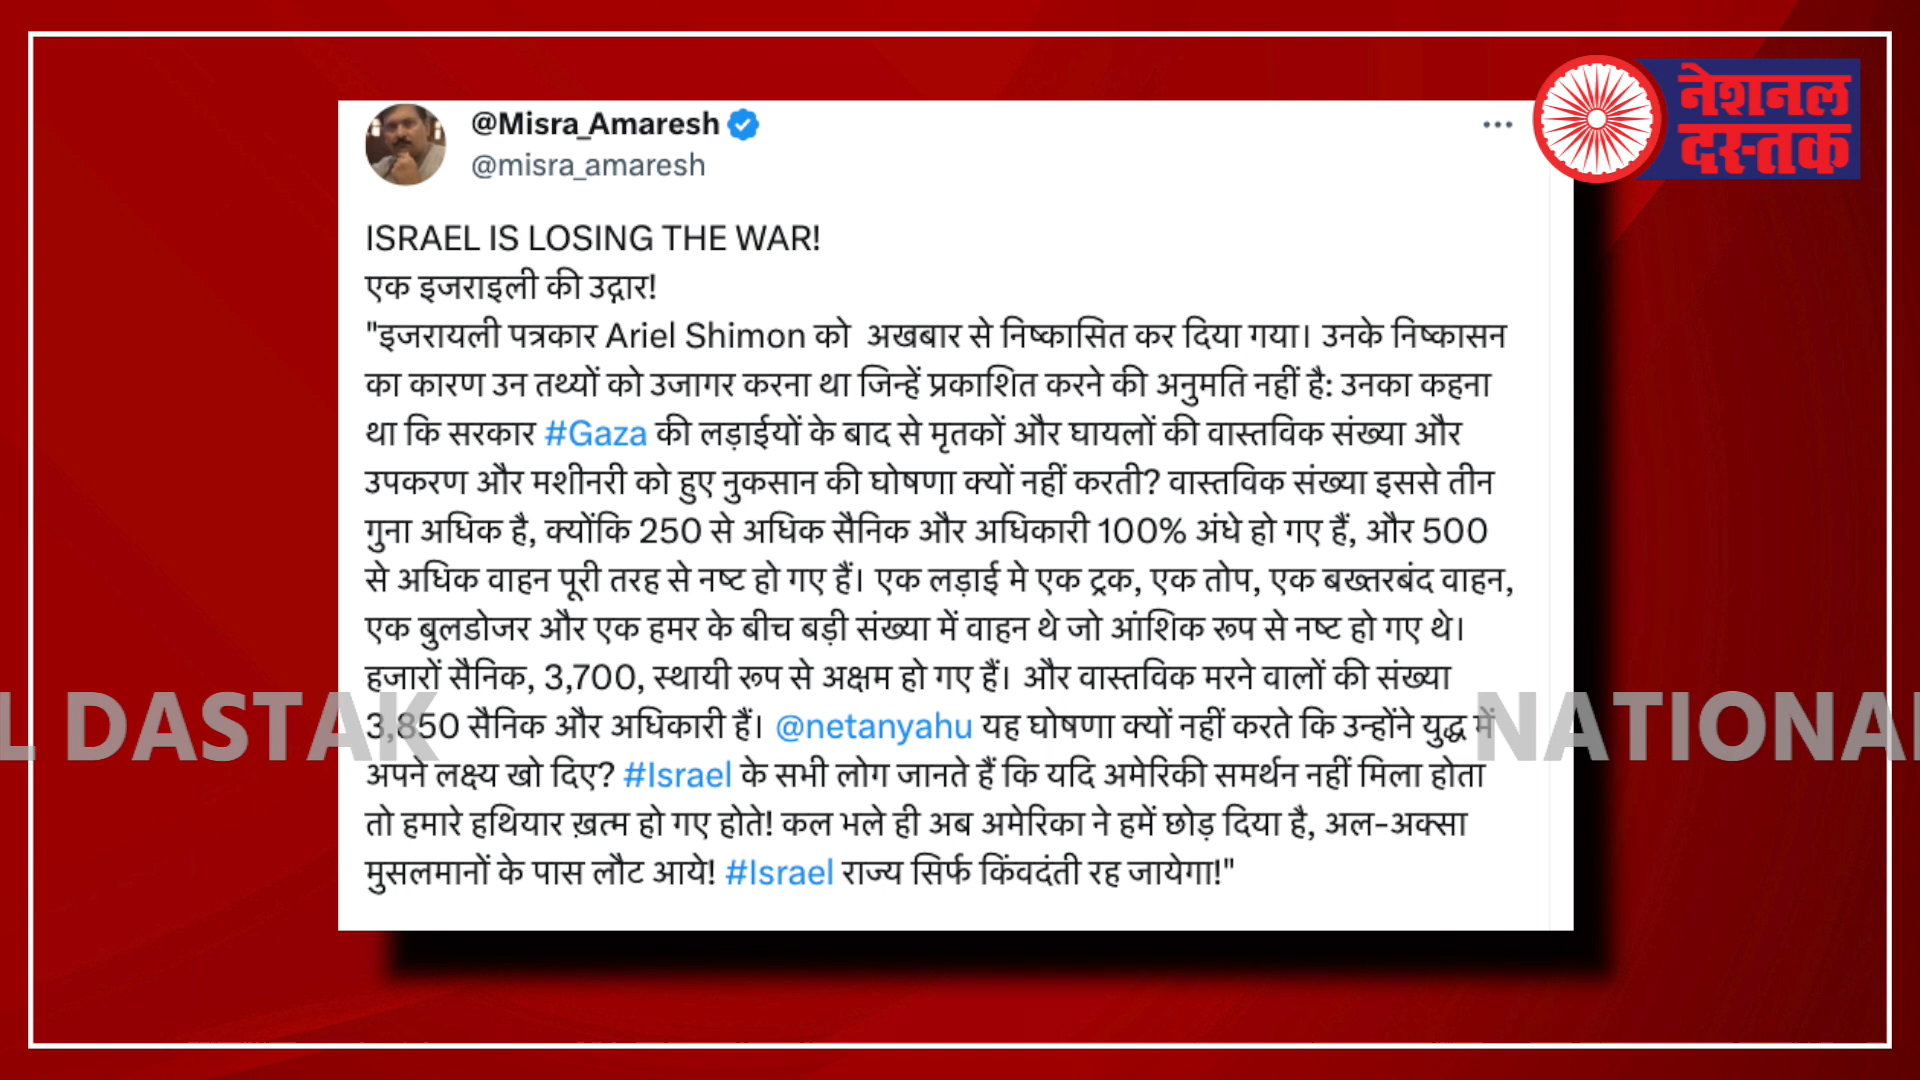 @Misra_Amaresh
@misra_amaresh
नेशनल
दस्तक
ISRAEL IS LOSING THE WAR!
एक इजराइली की उद्गार!
"इजरायली पत्रकार Ariel Shimon को अखबार से निष्कासित कर दिया गया। उनके निष्कासन
का कारण उन तथ्यों को उजागर करना था जिन्हें प्रकाशित करने की अनुमति नहीं है: उनका कहना
था कि सरकार #Gaza की लड़ाईयों के बाद से मृतकों और घायलों की वास्तविक संख्या और
उपकरण और मशीनरी को हुए नुकसान की घोषणा क्यों नहीं करती? वास्तविक संख्या इससे तीन
गुना अधिक है, क्योंकि 250 से अधिक सैनिक और अधिकारी 100% अंधे हो गए हैं, और 500
से अधिक वाहन पूरी तरह से नष्ट हो गए हैं। एक लड़ाई मे एक ट्रक, एक तोप, एक बख्तरबंद वाहन,
एक बुलडोजर और एक हमर के बीच बड़ी संख्या में वाहन थे जो आंशिक रूप से नष्ट हो गए थे।
हजारों सैनिक, 3,700, स्थायी रूप से अक्षम हो गए हैं। और वास्तविक मरने वालों की संख्या
3,850 सैनिक और अधिकारी हैं। @netanyahu यह घोषणा क्यों नहीं करते कि उन्होंने युद्ध में
अपने लक्ष्य खो दिए? #Israel के सभी लोग जानते हैं कि यदि अमेरिकी समर्थन नहीं मिला होता
तो हमारे हथियार ख़त्म हो गए होते! कल भले ही अब अमेरिका ने हमें छोड़ दिया है, अल-अक्सा
मुसलमानों के पास लौट आये! #Israel राज्य सिर्फ किंवदंती रह जायेगा!"
L DASTAK
NATIONA